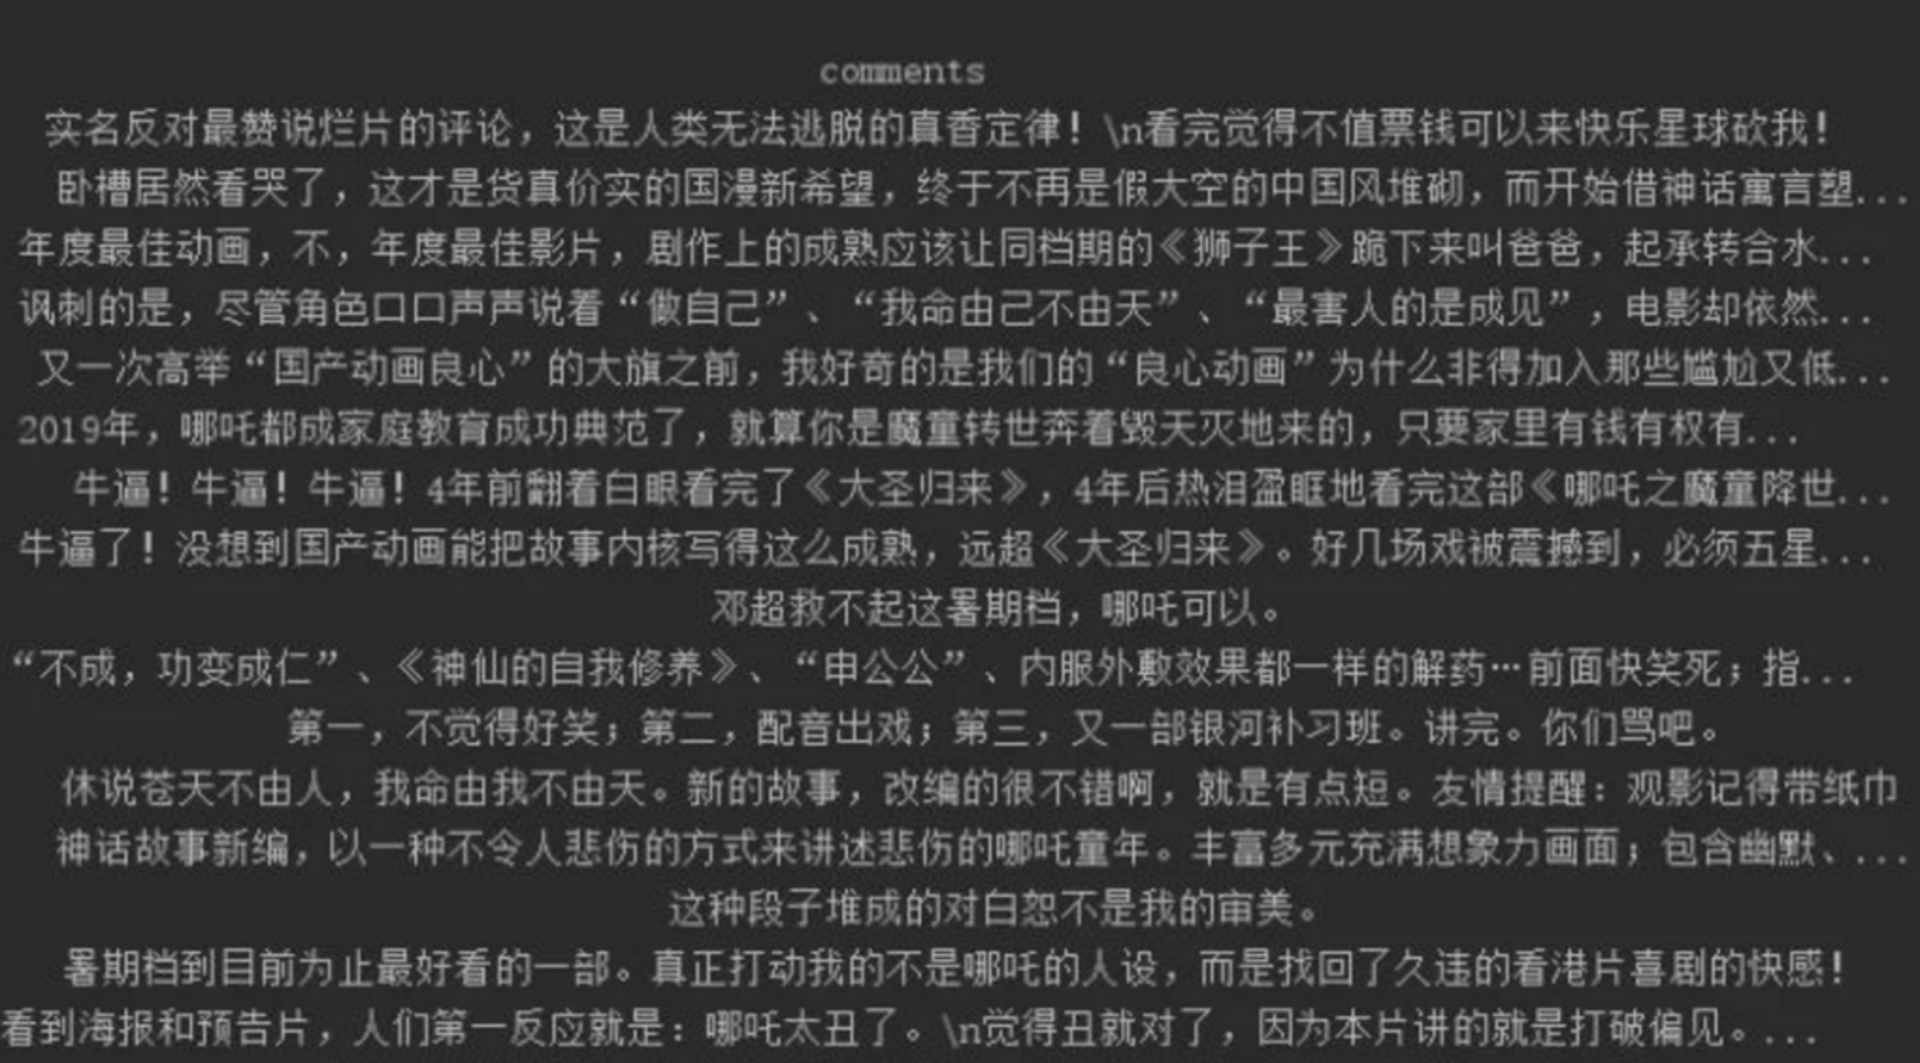 comments
实名反对最赞说烂片的评论，这是人类无法逃脱的真香定律！\n看完觉得不值票钱可以来快乐星球砍我！
卧槽居然看哭了，这才是货真价实的国漫新希望，终于不再是假大空的中国风堆砌，而开始借神话寓言塑...
年度最佳动画，不，年度最佳影片，剧作上的成熟应该让同档期的《狮子王》跪下来叫爸爸，起承转合水...
讽刺的是，尽管角色口口声声说着“做自己”、“我命由己不由天”、“最害人的是成见”，电影却依然...
又一次高举“国产动画良心”的大旗之前，我好奇的是我们的“良心动画”为什么非得加入那些尴尬又低...
2019年，哪吒都成家庭教育成功典范了，就算你是魔童转世奔着毁天灭地来的，只要家里有钱有权有...
牛逼！牛逼！牛逼！4年前翻着白眼看完了《大圣归来》，4年后热泪盈眶地看完这部《哪吒之魔童降世...
牛逼了！没想到国产动画能把故事内核写得这么成熟，远超《大圣归来》。好几场戏被震撼到，必须五星...
邓超救不起这暑期档，哪吒可以。
“不成，功变成仁”、《神仙的自我修养》、“申公公”、内服外敷效果都一样的解药…前面快笑死；指...
第一，不觉得好笑；第二，配音出戏；第三，又一部银河补习班。讲完。你们骂吧。
休说苍天不由人，我命由我不由天。新的故事，改编的很不错啊，就是有点短。友情提醒：观影记得带纸巾
神话故事新编，以一种不令人悲伤的方式来讲述悲伤的哪吒童年。丰富多元充满想象力画面；包含幽默、...
这种段子堆成的对白恕不是我的审美。
暑期档到目前为止最好看的一部。真正打动我的不是哪吒的人设，而是找回了久违的看港片喜剧的快感！
看到海报和预告片，人们第一反应就是：哪吒太丑了。\n觉得丑就对了，因为本片讲的就是打破偏见。...